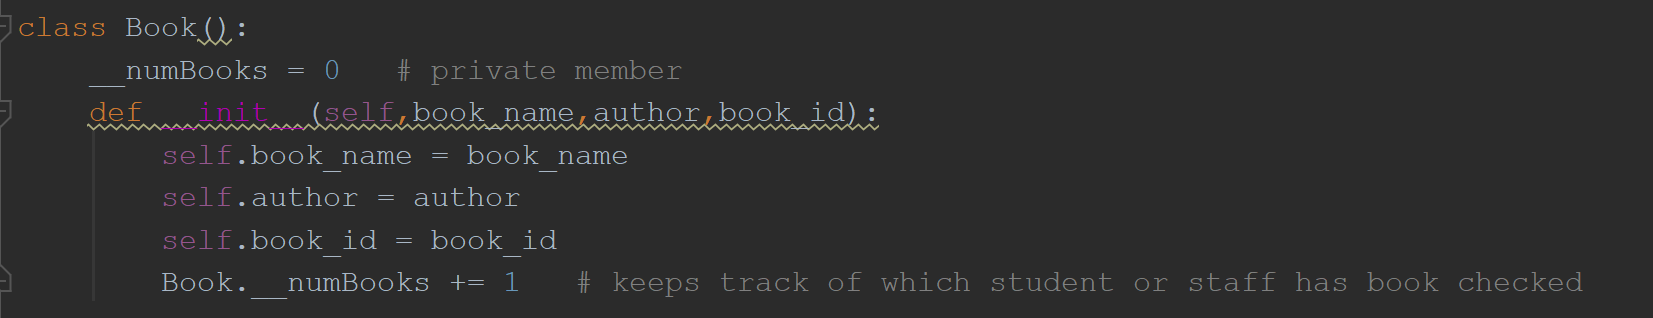 class Book():
    __numBooks = 0   # private member
    def __init__(self,book_name,author,book_id):
        self.book_name = book_name
        self.author = author
        self.book_id = book_id
        Book.__numBooks += 1   # keeps track of which student or staff has book checked